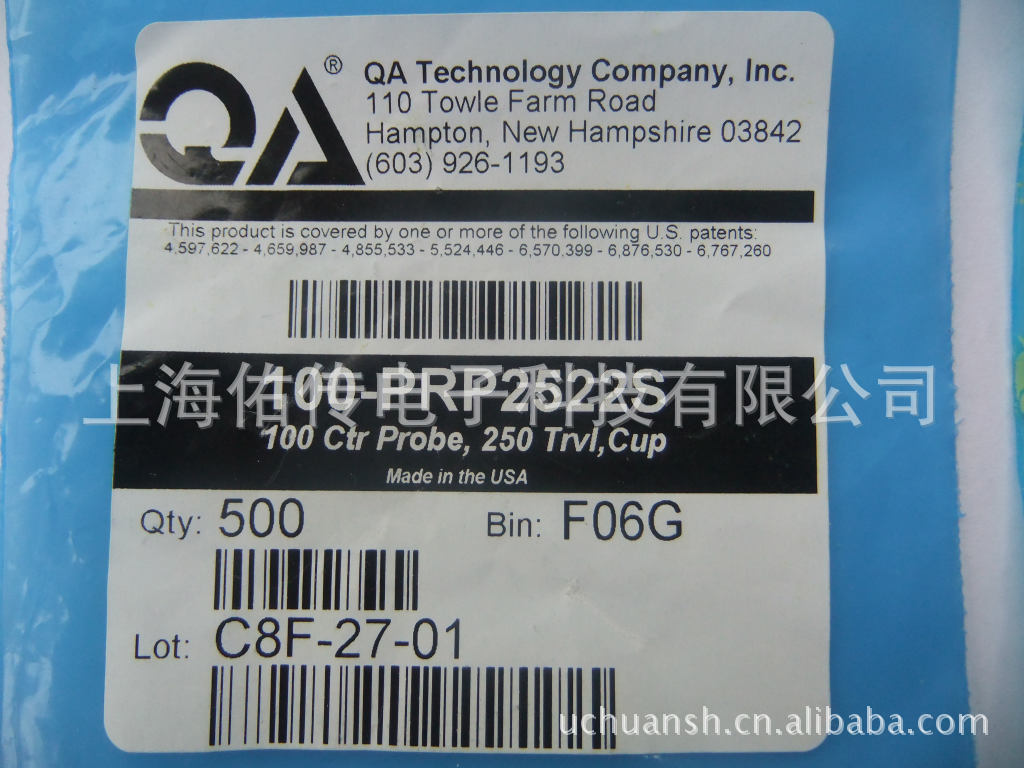 QA®
QA Technology Company, Inc.
110 Towle Farm Road
Hampton, New Hampshire 03842
(603) 926-1193
This product is covered by one or more of the following U.S. patents:
4,597,622 - 4,659,987 - 4,855,533 - 5,524,446 - 6,570,399 - 6,876,530 - 6,767,260
100-PRP2522S
上海佑传电子科技有限公司
100 Ctr Probe, 250 Trvl,Cup
Made in the USA
Qty: 500 Bin: F06G
Lot: C8F-27-01
uchuansh.cn.alibaba.com